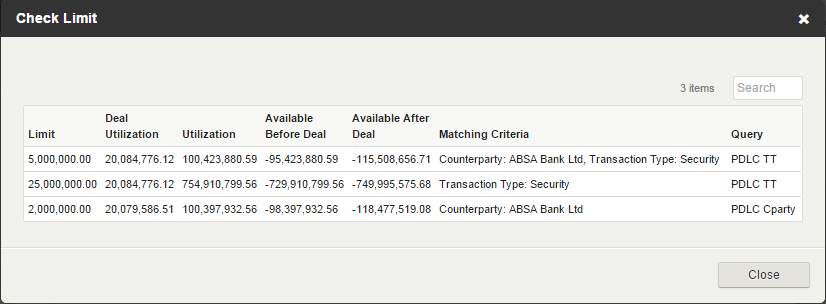 Check Limit
3 items Search
Limit Deal Utilization Utilization Available Before Deal Available After Deal Matching Criteria Query
5,000,000.00 20,084,776.12 100,423,880.59 -95,423,880.59 -115,508,656.71 Counterparty: ABSA Bank Ltd, Transaction Type: Security PDLC TT
25,000,000.00 20,084,776.12 754,910,799.56 -729,910,799.56 -749,995,575.68 Transaction Type: Security PDLC TT
2,000,000.00 20,079,586.51 100,397,932.56 -98,397,932.56 -118,477,519.08 Counterparty: ABSA Bank Ltd PDLC Cparty
Close